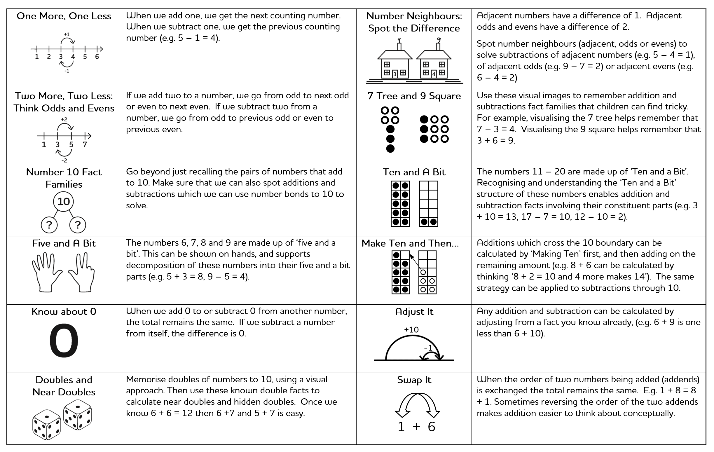 One More, One Less
+1
1 2 3 4 5 6
-1
When we add one, we get the next counting number.
When we subtract one, we get the previous counting
number (e.g. 5 – 1 = 4).
Number Neighbours:
Spot the Difference
Adjacent numbers have a difference of 1. Adjacent
odds and evens have a difference of 2.
Spot number neighbours (adjacent, odds or evens) to
solve subtractions of adjacent numbers (e.g. 5 – 4 = 1),
of adjacent odds (e.g. 9 – 7 = 2) or adjacent evens (e.g.
6 – 4 = 2)
Two More, Two Less:
Think Odds and Evens
+2
1 3 5 7
-2
If we add two to a number, we go from odd to next odd
or even to next even. If we subtract two from a
number, we go from odd to previous odd or even to
previous even.
7 Tree and 9 Square
Use these visual images to remember addition and
subtractions fact families that children can find tricky.
For example, visualising the 7 tree helps remember that
7 – 3 = 4. Visualising the 9 square helps remember that
3 + 6 = 9.
Number 10 Fact
Families
10
? ?
Go beyond just recalling the pairs of numbers that add
to 10. Make sure that we can also spot additions and
subtractions which we can use number bonds to 10 to
solve.
Ten and A Bit
The numbers 11 – 20 are made up of 'Ten and a Bit'.
Recognising and understanding the 'Ten and a Bit'
structure of these numbers enables addition and
subtraction facts involving their constituent parts (e.g. 3
+ 10 = 13, 17 – 7 = 10, 12 – 10 = 2).
Five and A Bit
The numbers 6, 7, 8 and 9 are made up of 'five and a
bit'. This can be shown on hands, and supports
decomposition of these numbers into their five and a bit
parts (e.g. 5 + 3 = 8, 9 – 5 = 4).
Make Ten and Then...
Additions which cross the 10 boundary can be
calculated by 'Making Ten' first, and then adding on the
remaining amount (e.g. 8 + 6 can be calculated by
thinking '8 + 2 = 10 and 4 more makes 14'). The same
strategy can be applied to subtractions through 10.
Know about 0
0
When we add 0 to or subtract 0 from another number,
the total remains the same. If we subtract a number
from itself, the difference is 0.
Adjust It
+10
-1
Any addition and subtraction can be calculated by
adjusting from a fact you know already, (e.g. 6 + 9 is one
less than 6 + 10).
Doubles and
Near Doubles
Memorise doubles of numbers to 10, using a visual
approach. Then use these known double facts to
calculate near doubles and hidden doubles. Once we
know 6 + 6 = 12 then 6 +7 and 5 + 7 is easy.
Swap It
1 + 6
When the order of two numbers being added (addends)
is exchanged the total remains the same. E.g. 1 + 8 = 8
+ 1. Sometimes reversing the order of the two addends
makes addition easier to think about conceptually.